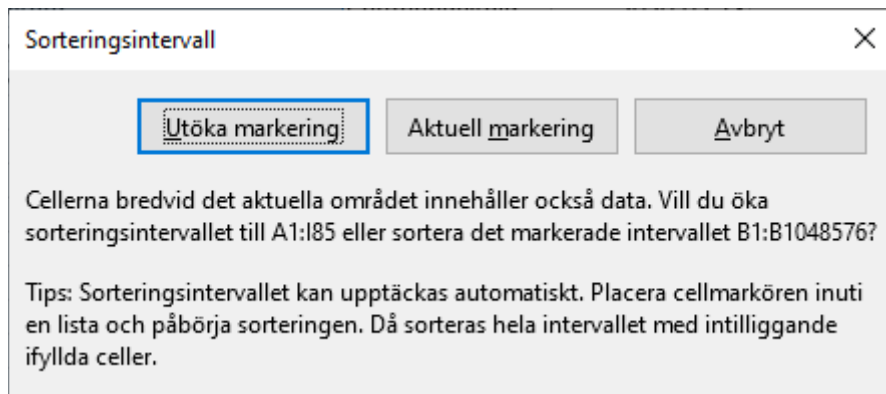 Sorteringsintervall
Utöka markering
Aktuell markering
Avbryt
Cellerna bredvid det aktuella området innehåller också data. Vill du öka
sorteringsintervallet till A1:I85 eller sortera det markerade intervallet B1:B1048576?
Tips: Sorteringsintervallet kan upptäckas automatiskt. Placera cellmarkören inuti
en lista och påbörja sorteringen. Då sorteras hela intervallet med intilliggande
ifyllda celler.